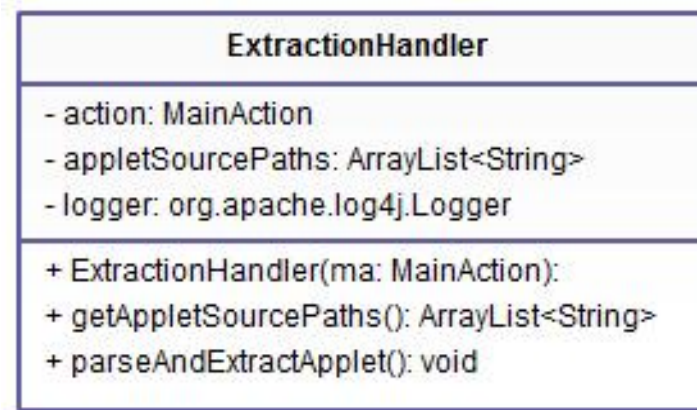 ExtractionHandler
- action: MainAction
- appletSourcePaths: ArrayList<String>
- logger: org.apache.log4j.Logger
+ ExtractionHandler(ma: MainAction):
+ getAppletSourcePaths(): ArrayList<String>
+ parseAndExtractApplet(): void